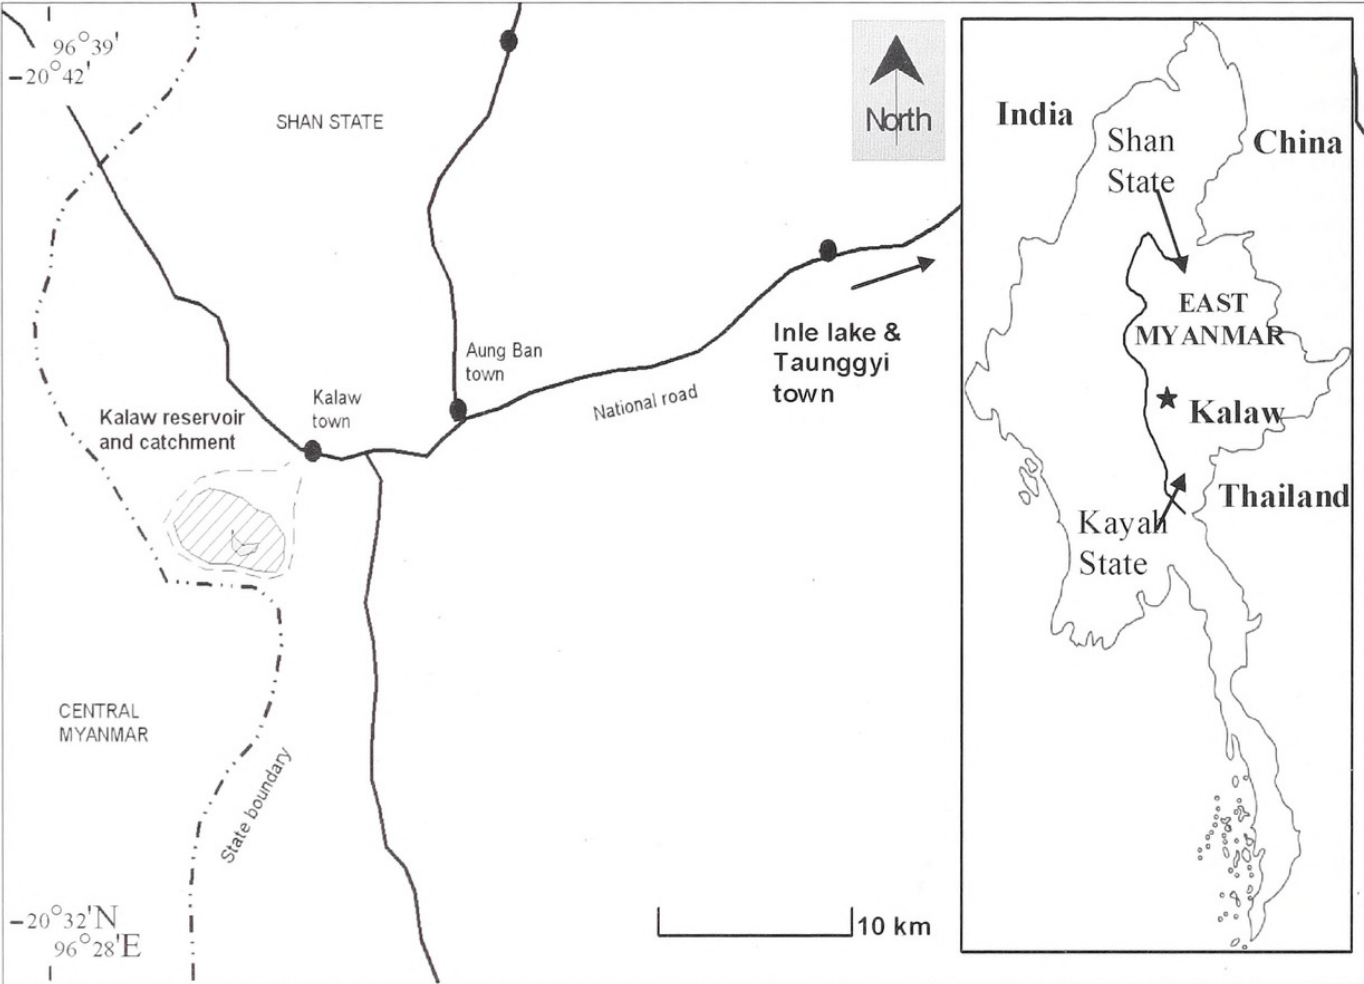 96°39'
–20°42'
SHAN STATE
North
Aung Ban
town
Kalaw
town
Kalaw reservoir
and catchment
National road
Inle lake &
Taunggyi
town
CENTRAL
MYANMAR
State boundary
–20°32'N
96°28'E
10 km
India
Shan
State
China
EAST
MYANMAR
Kalaw
Thailand
Kayah
State